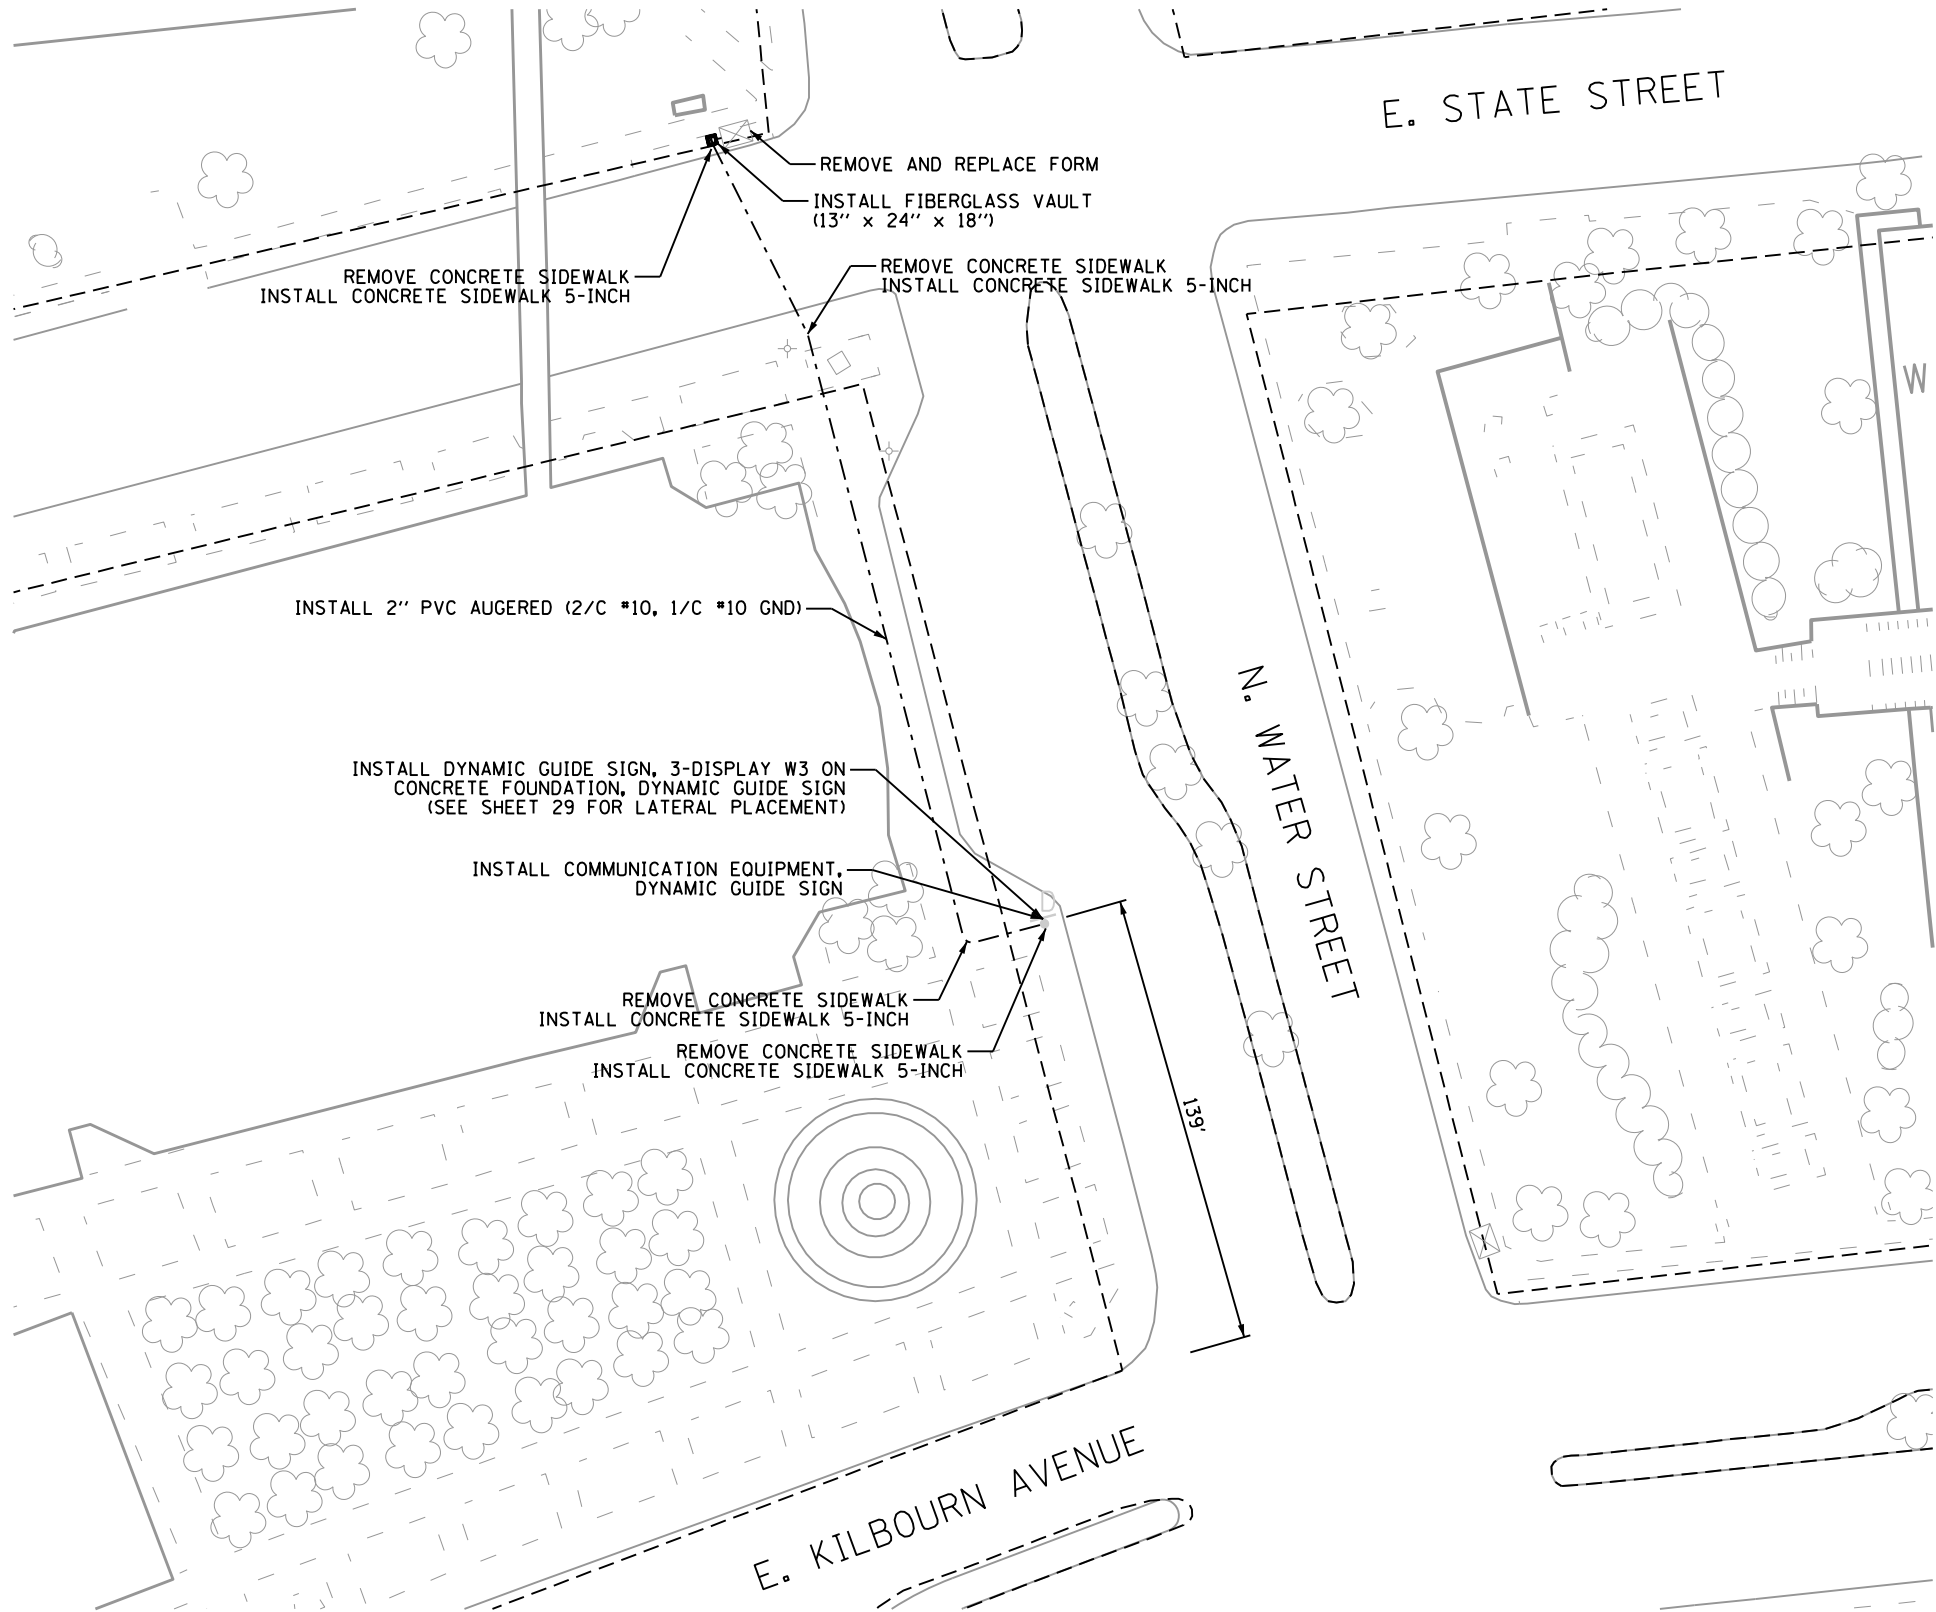 E. STATE STREET
REMOVE AND REPLACE FORM
INSTALL FIBERGLASS VAULT
(13" x 24" x 18")
REMOVE CONCRETE SIDEWALK
INSTALL CONCRETE SIDEWALK 5-INCH
REMOVE CONCRETE SIDEWALK
INSTALL CONCRETE SIDEWALK 5-INCH
W
INSTALL 2" PVC AUGERED (2/C #10, 1/C #10 GND)
N. WATER STREET
INSTALL DYNAMIC GUIDE SIGN, 3-DISPLAY W3 ON
CONCRETE FOUNDATION, DYNAMIC GUIDE SIGN
(SEE SHEET 29 FOR LATERAL PLACEMENT)
INSTALL COMMUNICATION EQUIPMENT,
DYNAMIC GUIDE SIGN
D
REMOVE CONCRETE SIDEWALK
INSTALL CONCRETE SIDEWALK 5-INCH
REMOVE CONCRETE SIDEWALK
INSTALL CONCRETE SIDEWALK 5-INCH
139'
E. KILBOURN AVENUE